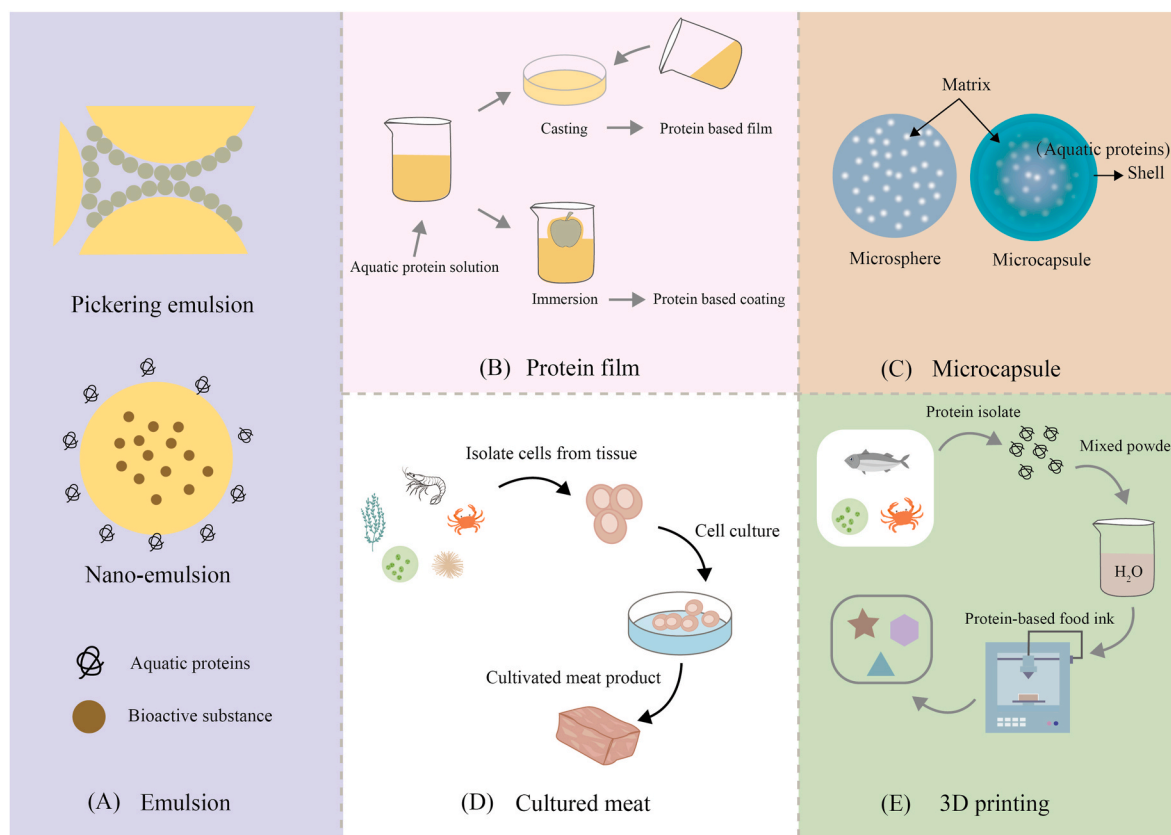 Pickering emulsion
Nano-emulsion
Aquatic proteins
Bioactive substance
(A) Emulsion
Casting
Protein based film
Aquatic protein solution
Immersion
Protein based coating
(B) Protein film
Matrix
(Aquatic proteins)
Shell
Microsphere
Microcapsule
(C) Microcapsule
Isolate cells from tissue
Cell culture
Cultivated meat product
(D) Cultured meat
Protein isolate
Mixed powder
H₂O
Protein-based food ink
(E) 3D printing